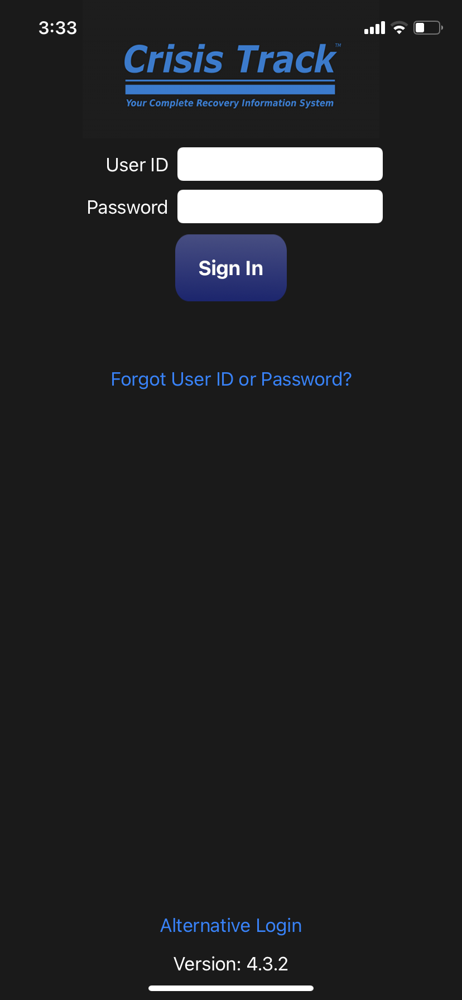 3:33
Crisis Track™
Your Complete Recovery Information System
User ID
Password
Sign In
Forgot User ID or Password?
Alternative Login
Version: 4.3.2